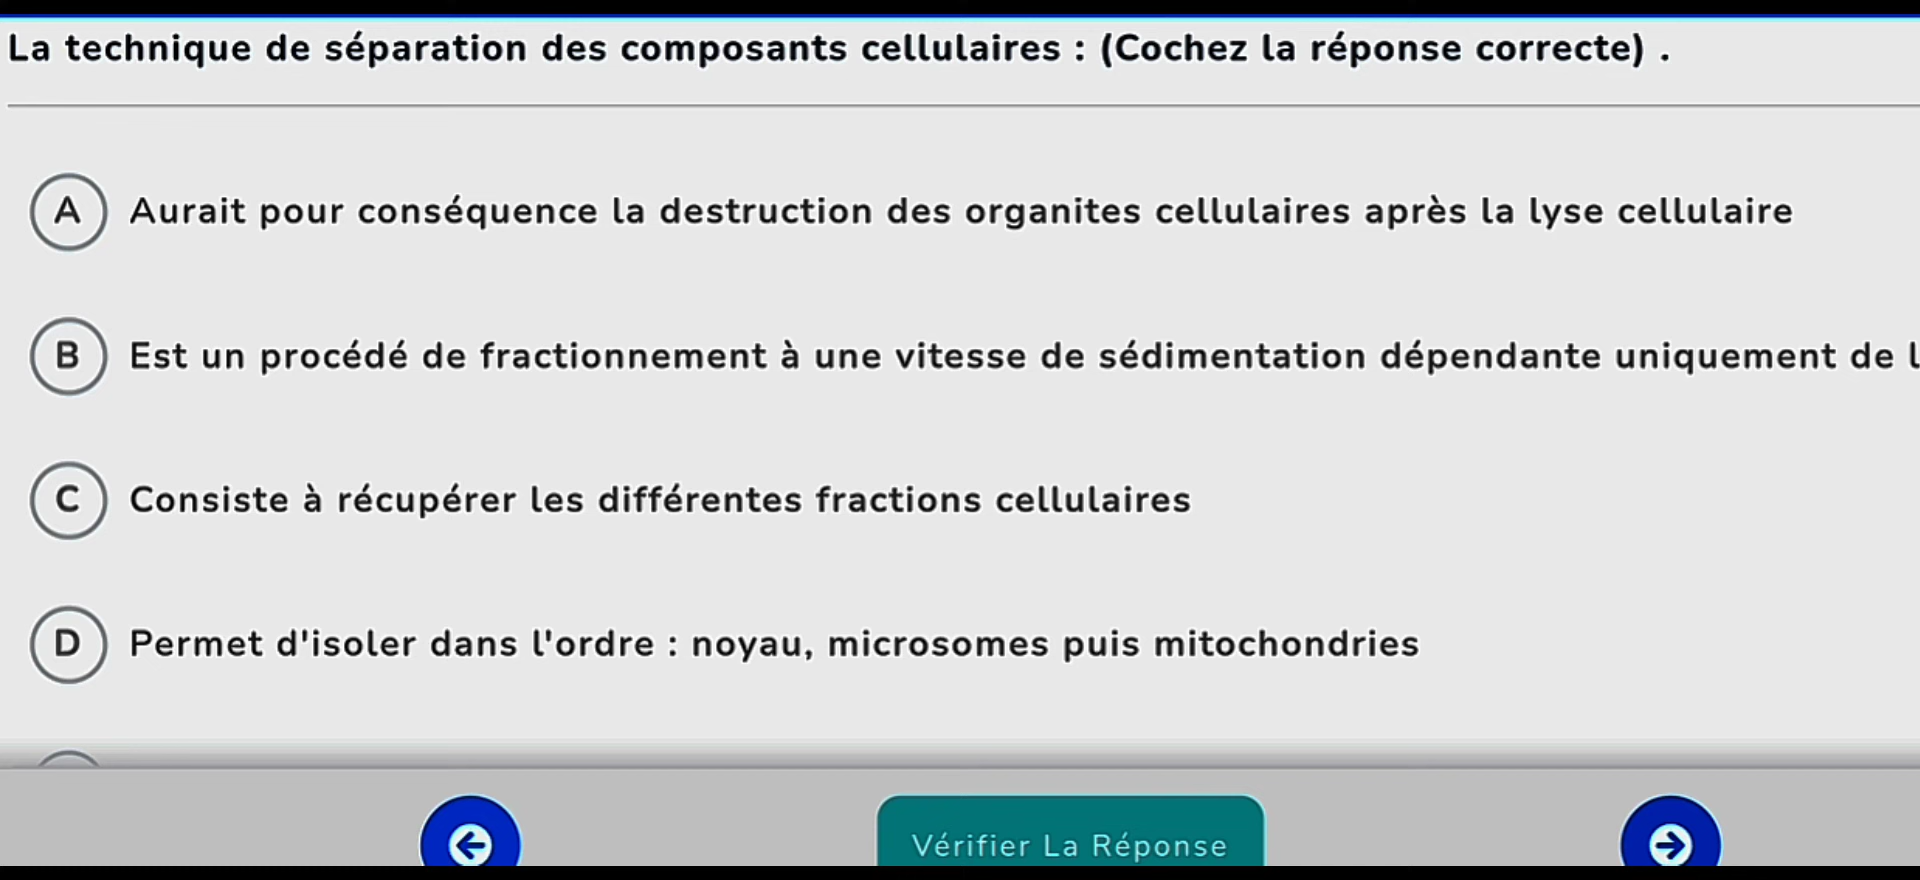 La technique de séparation des composants cellulaires : (Cochez la réponse correcte) .
A Aurait pour conséquence la destruction des organites cellulaires après la lyse cellulaire
B Est un procédé de fractionnement à une vitesse de sédimentation dépendante uniquement de l
C Consiste à récupérer les différentes fractions cellulaires
D Permet d'isoler dans l'ordre : noyau, microsomes puis mitochondries
Vérifier La Réponse